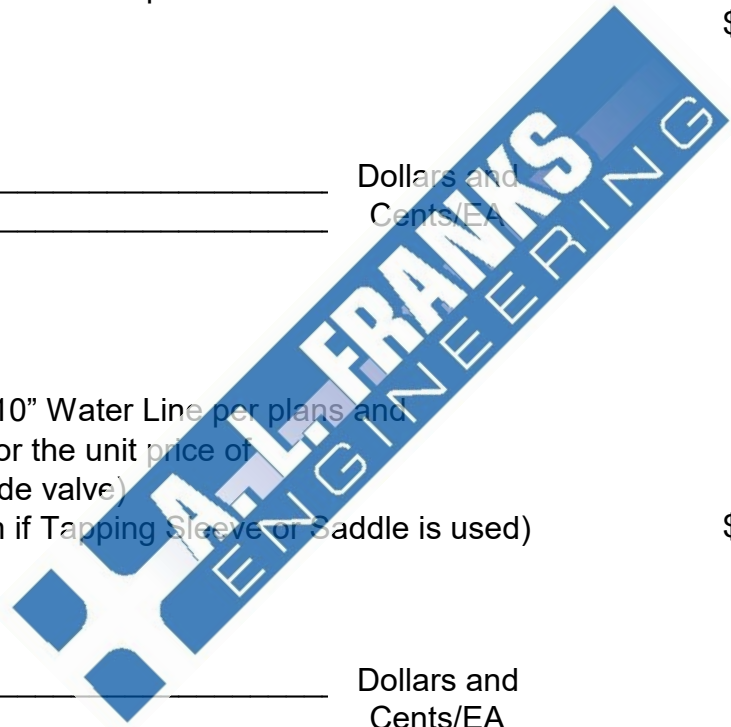 $
Dollars and
Cents/EA
A. L. FRANKS
ENGINEERING
10” Water Line per plans and
or the unit price of
de valve)
if Tapping Sleeve or Saddle is used)
$
Dollars and
Cents/EA